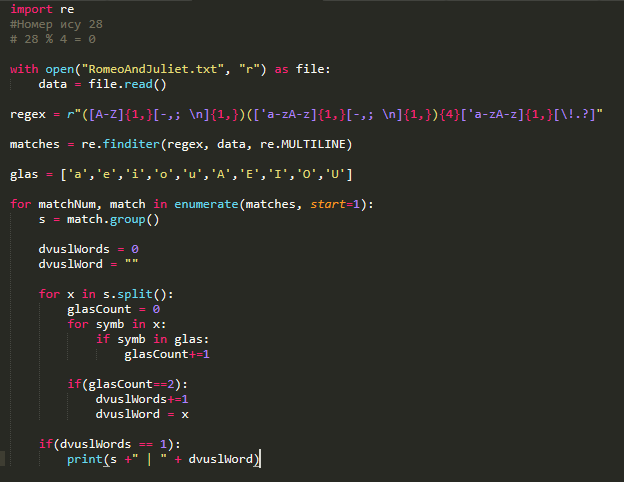 import re
#Номер ису 28
# 28 % 4 = 0
with open("RomeoAndJuliet.txt", "r") as file:
data = file.read()
regex = r"([A-Z]{1,}[-,; \n]{1,})(['a-zA-z]{1,}[-,; \n]{1,}){4}['a-zA-z]{1,}[\!.?]"
matches = re.finditer(regex, data, re.MULTILINE)
glas = ['a','e','i','o','u','A','E','I','O','U']
for matchNum, match in enumerate(matches, start=1):
s = match.group()
dvuslWords = 0
dvuslWord = ""
for x in s.split():
glasCount = 0
for symb in x:
if symb in glas:
glasCount+=1
if(glasCount==2):
dvuslWords+=1
dvuslWord = x
if(dvuslWords == 1):
print(s +" | " + dvuslWord)